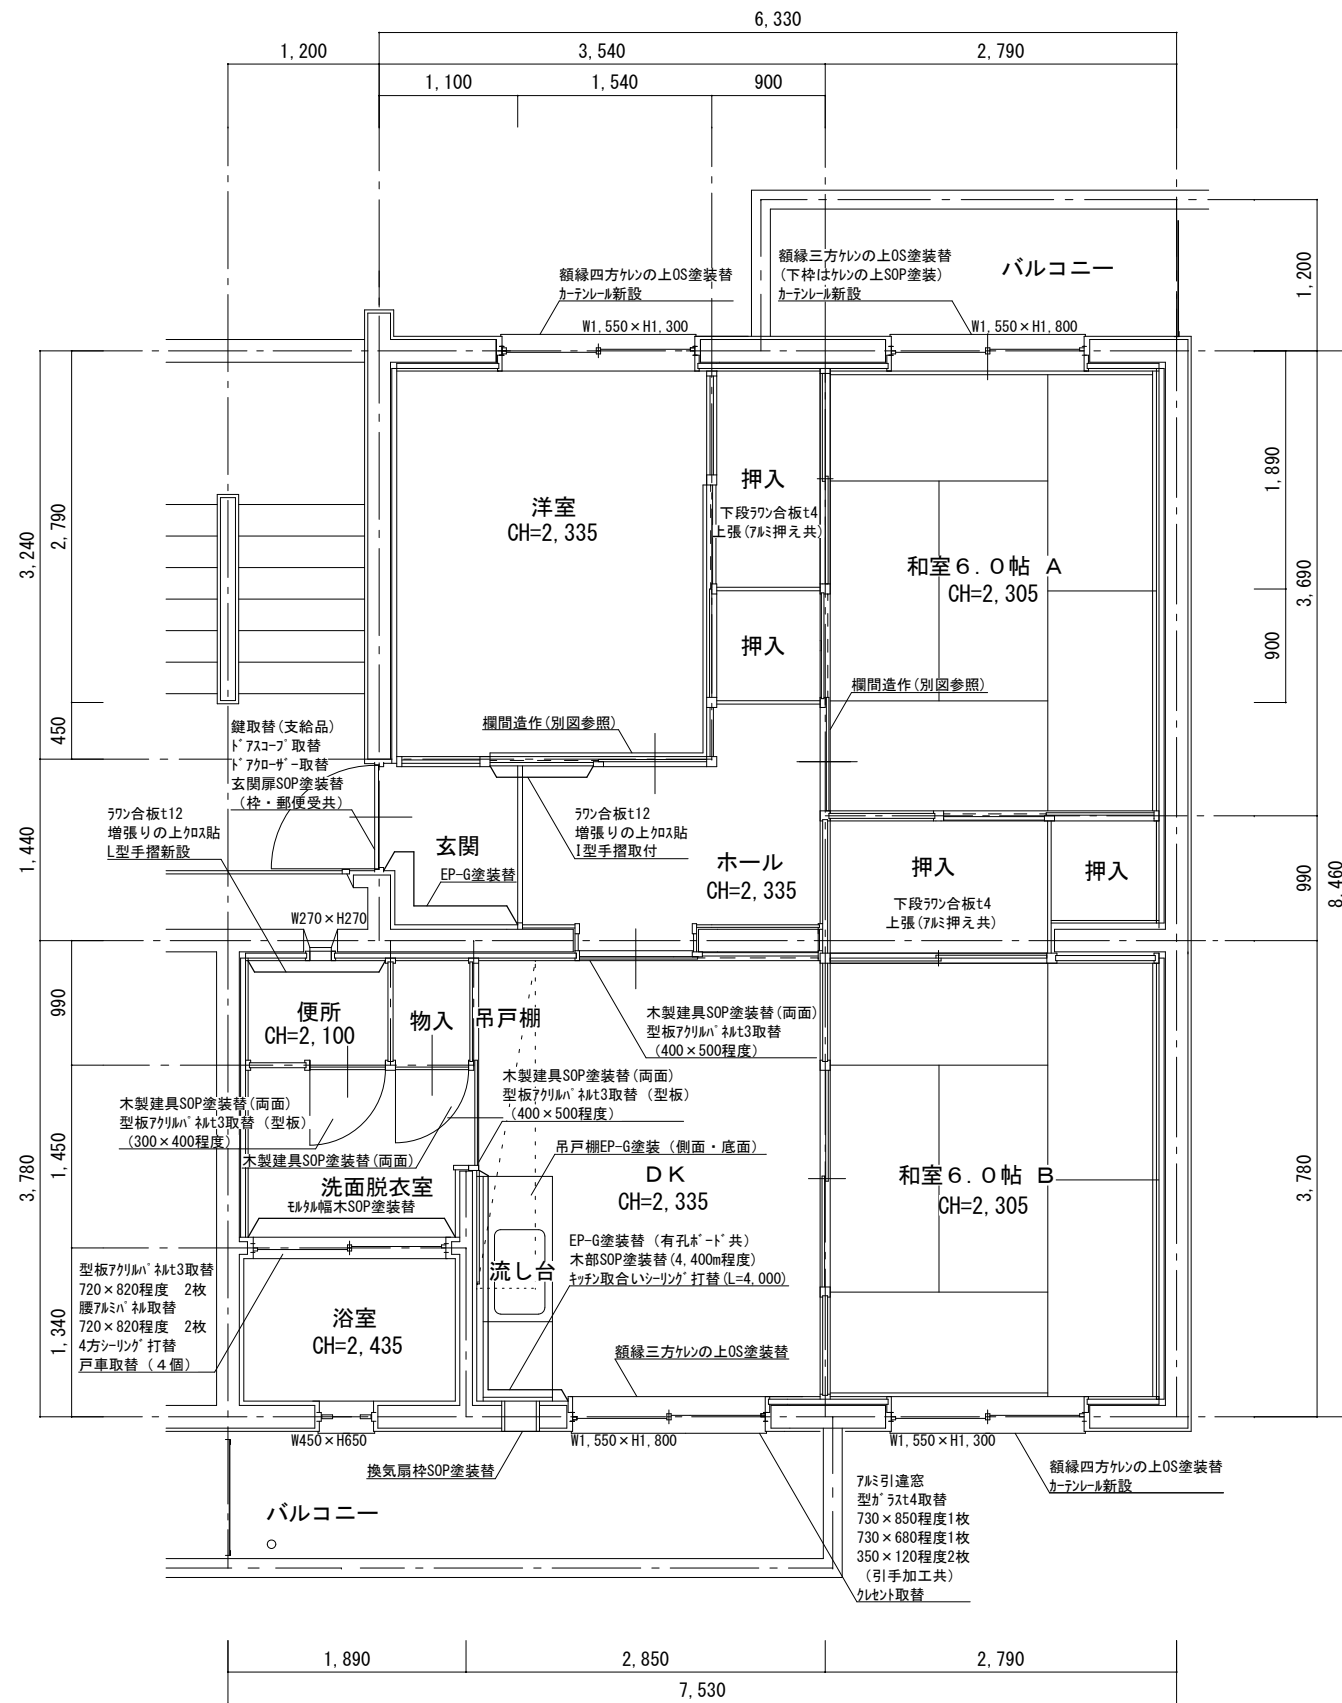 6,330
1,200
3,540
2,790
1,100
1,540
900
バルコニー
額縁四方ｹﾚﾝの上OS塗装替
ｶｰﾃﾝﾚｰﾙ新設
額縁三方ｹﾚﾝの上OS塗装替
(下枠はｹﾚﾝの上SOP塗装)
ｶｰﾃﾝﾚｰﾙ新設
W1,550×H1,300
W1,550×H1,800
1,200
3,240
2,790
450
1,440
1,890
900
3,690
990
8,460
洋室
CH=2,335
押入
下段ﾗﾜﾝ合板t4
上張(ｱﾙﾐ押え共)
押入
和室６.０帖 Ａ
CH=2,305
欄間造作(別図参照)
欄間造作(別図参照)
鍵取替(支給品)
ﾄﾞｱｽｺｰﾌﾟ取替
ﾄﾞｱｸﾛｰｻﾞｰ取替
玄関扉SOP塗装替
(枠・郵便受共)
ﾗﾜﾝ合板t12
増張りの上ｸﾛｽ貼
L型手摺新設
玄関
EP-G塗装替
ﾗﾜﾝ合板t12
増張りの上ｸﾛｽ貼
I型手摺取付
ホール
CH=2,335
押入
下段ﾗﾜﾝ合板t4
上張(ｱﾙﾐ押え共)
押入
W270×H270
便所
CH=2,100
物入
吊戸棚
木製建具SOP塗装替(両面)
型板ｱｸﾘﾙﾊﾟﾈﾙt3取替
(400×500程度)
木製建具SOP塗装替(両面)
型板ｱｸﾘﾙﾊﾟﾈﾙt3取替（型板)
(400×500程度)
木製建具SOP塗装替(両面)
型板ｱｸﾘﾙﾊﾟﾈﾙt3取替（型板)
(300×400程度)
木製建具SOP塗装替(両面)
吊戸棚EP-G塗装（側面・底面)
990
1,450
3,780
1,340
3,780
洗面脱衣室
ﾓﾙﾀﾙ幅木SOP塗装替
ＤＫ
CH=2,335
和室６.０帖 Ｂ
CH=2,305
EP-G塗装替（有孔ﾎﾞｰﾄﾞ共)
木部SOP塗装替(4,400m程度)
ｷｯﾁﾝ取合いｼｰﾘﾝｸﾞ打替(L=4,000)
流し台
型板ｱｸﾘﾙﾊﾟﾈﾙt3取替
720×820程度　2枚
腰ｱﾙﾐﾊﾟﾈﾙ取替
720×820程度　2枚
4方ｼｰﾘﾝｸﾞ打替
戸車取替（４個)
浴室
CH=2,435
額縁三方ｹﾚﾝの上OS塗装替
W450×H650
W1,550×H1,800
W1,550×H1,300
換気扇枠SOP塗装替
額縁四方ｹﾚﾝの上OS塗装替
ｶｰﾃﾝﾚｰﾙ新設
ｱﾙﾐ引違窓
型ｶﾞﾗｽt4取替
730×850程度1枚
730×680程度1枚
350×120程度2枚
（引手加工共)
ｸﾚｾﾝﾄ取替
バルコニー
1,890
2,850
2,790
7,530